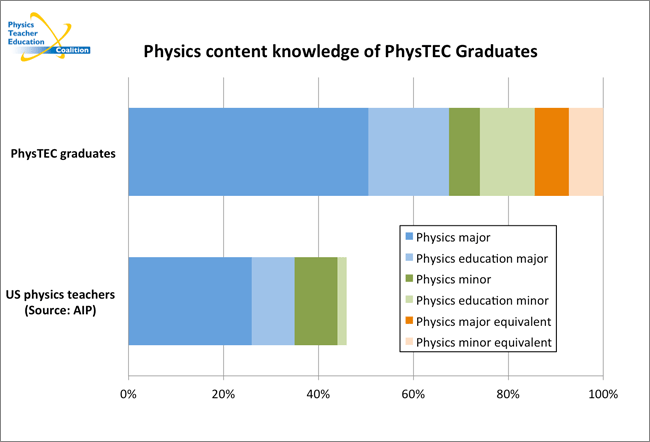 Physics
Teacher
Education
Coalition
Physics content knowledge of PhysTEC Graduates
PhysTEC graduates
US physics teachers
(Source: AIP)
Physics major
Physics education major
Physics minor
Physics education minor
Physics major equivalent
Physics minor equivalent
0% 20% 40% 60% 80% 100%